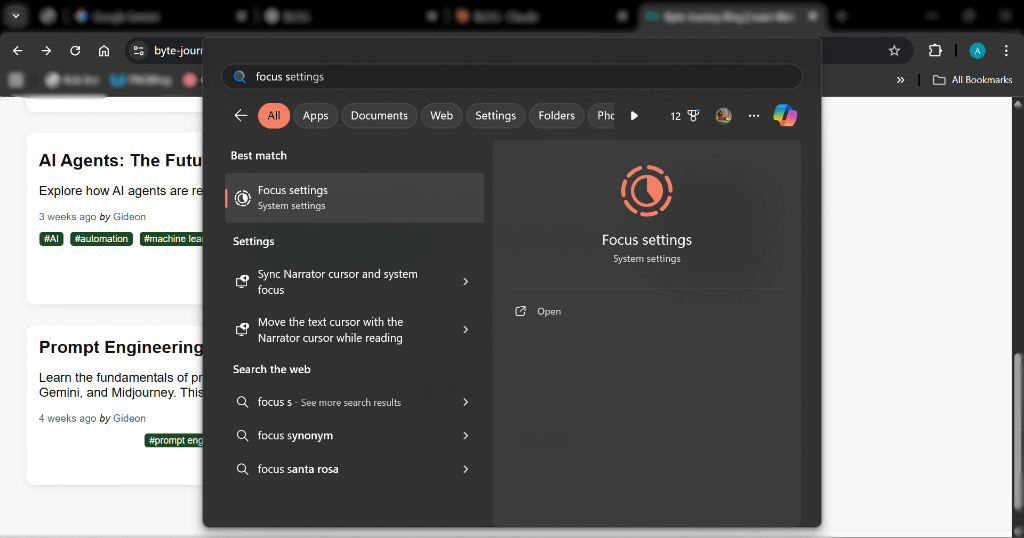 byte-jour
All Bookmarks
focus settings
All
Apps
Documents
Web
Settings
Folders
12
Best match
Focus settings
System settings
Settings
Sync Narrator cursor and system
focus
Move the text cursor with the
Narrator cursor while reading
Search the web
focus s - See more search results
focus synonym
focus santa rosa
Focus settings
System settings
Open
AI Agents: The Futu
Explore how AI agents are re
3 weeks ago by Gideon
#AI #automation #machine lea
Prompt Engineering
Learn the fundamentals of pr
Gemini, and Midjourney. This
4 weeks ago by Gideon
#prompt eng
A